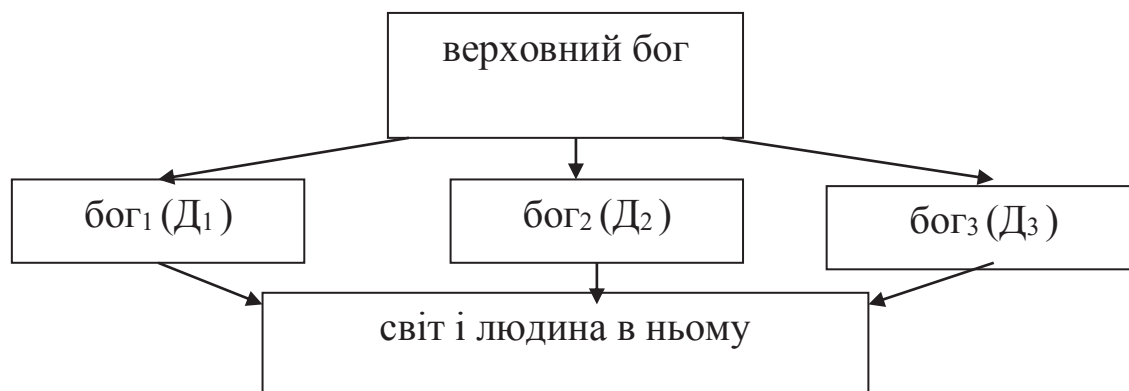 верховний бог
бог₁ (Д₁ )
бог₂ (Д₂ )
бог₃ (Д₃ )
світ і людина в ньому